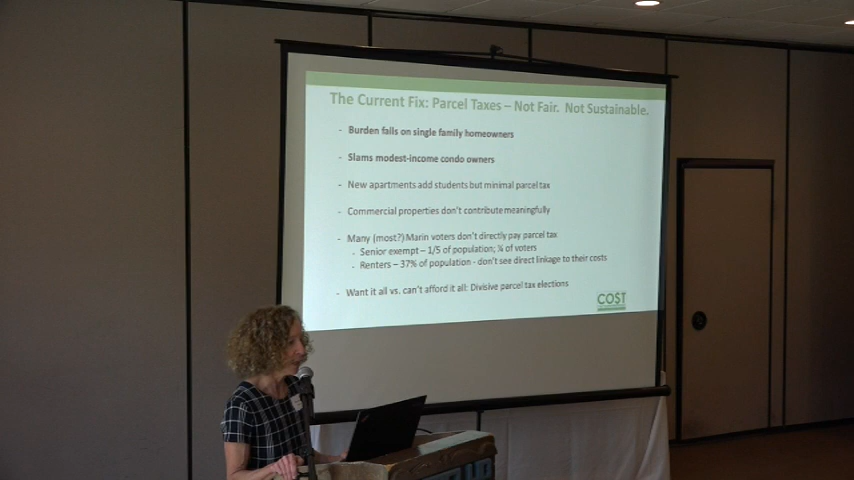 The Current Fix: Parcel Taxes – Not Fair. Not Sustainable.
- Burden falls on single family homeowners
- Slams modest-income condo owners
- New apartments add students but minimal parcel tax
- Commercial properties don't contribute meaningfully
- Many (most?) Marin voters don't directly pay parcel tax
- Senior exempt – 1/5 of population; ¼ of voters
- Renters – 37% of population - don't see direct linkage to their costs
- Want it all vs. can't afford it all: Divisive parcel tax elections
CO$T